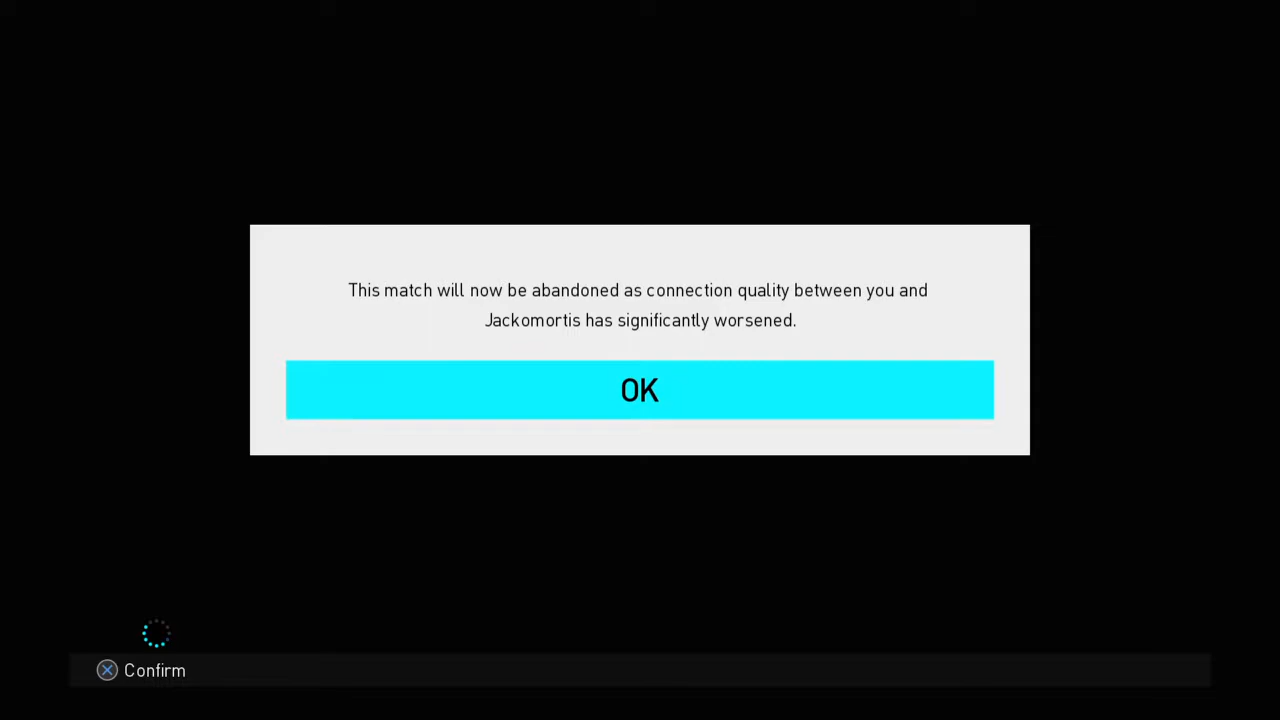 This match will now be abandoned as connection quality between you and
Jackomortis has significantly worsened.
OK
Confirm